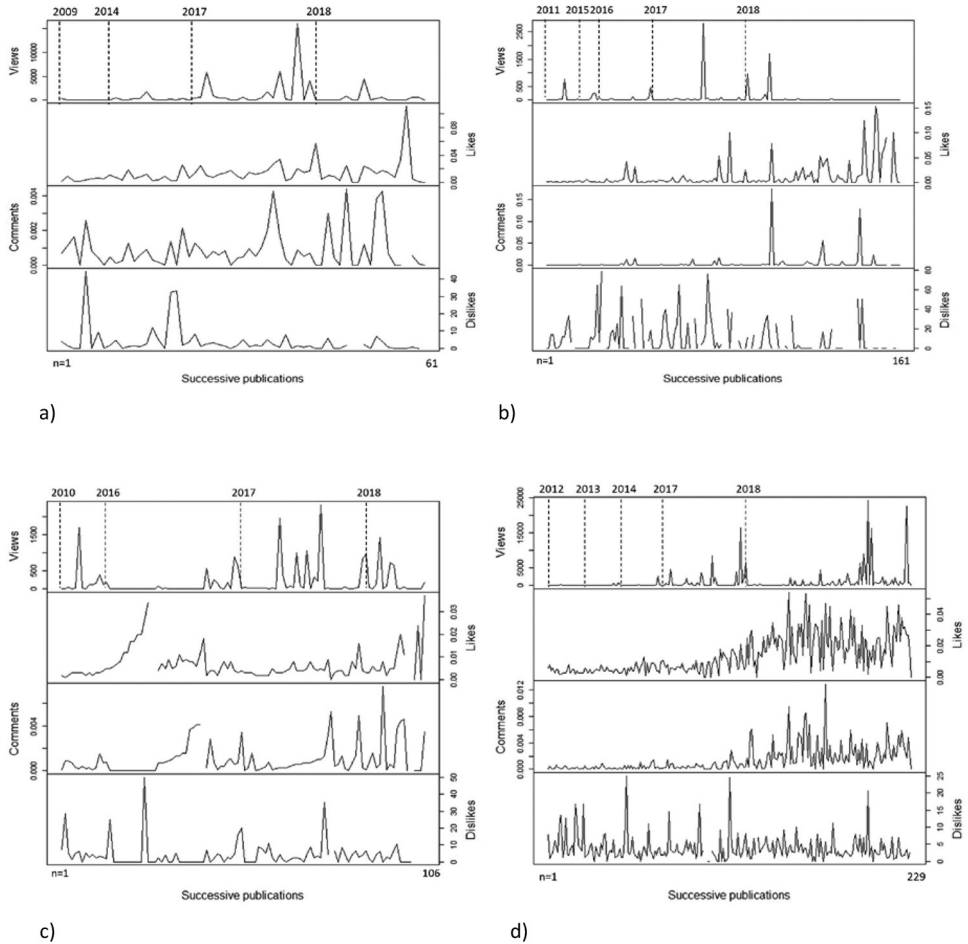 2009 2014 2017 2018
Views
0 5000 10000
Likes
0.00 0.04 0.08
Comments
0.000 0.002 0.004
Dislikes
0 10 20 30 40
n=1 61
Successive publications
a)
2011 2015 2016 2017 2018
Views
0 500 1500 2500
Likes
0.00 0.05 0.10 0.15
Comments
0.00 0.05 0.10 0.15
Dislikes
0 20 40 60 80
n=1 161
Successive publications
b)
2010 2016 2017 2018
Views
0 500 1500
Likes
0.00 0.01 0.02 0.03
Comments
0.000 0.004
Dislikes
0 10 20 30 40 50
n=1 106
Successive publications
c)
2012 2013 2014 2017 2018
Views
0 5000 15000 25000
Likes
0.00 0.02 0.04
Comments
0.000 0.004 0.008 0.012
Dislikes
0 5 10 15 20 25
n=1 229
Successive publications
d)